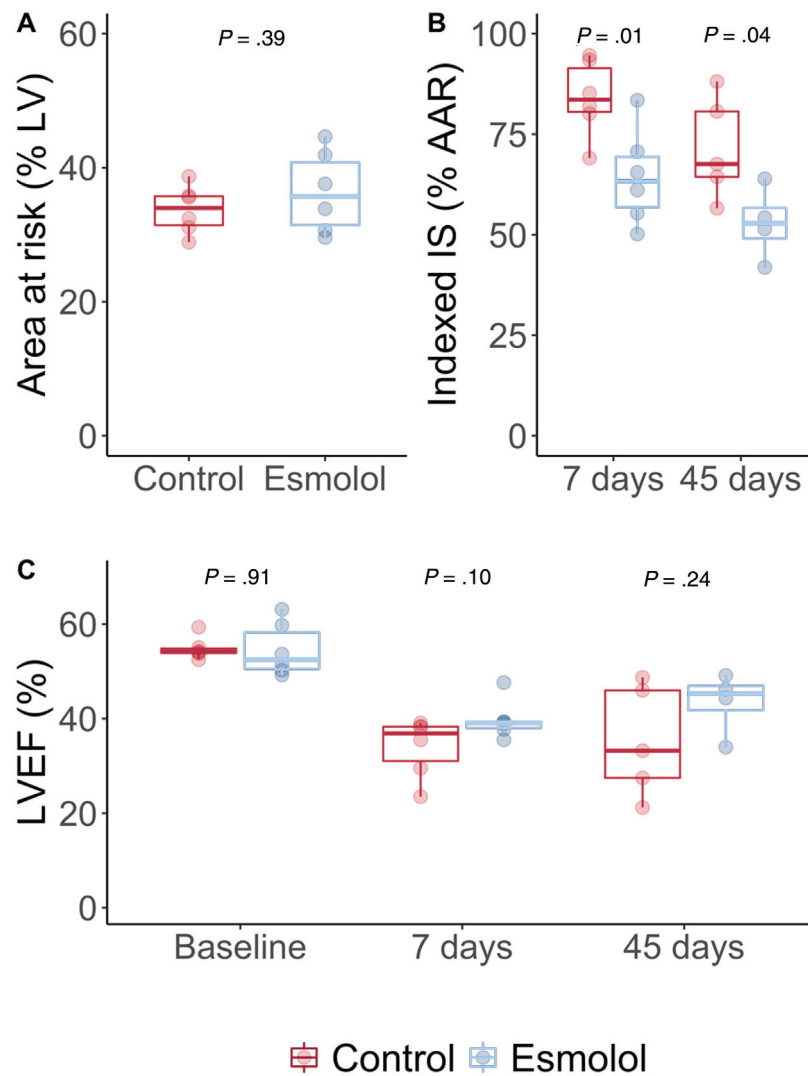 A
Area at risk (% LV)
60
40
20
0
P = .39
Control Esmolol
B
Indexed IS (% AAR)
100
75
50
25
0
P = .01 P = .04
7 days 45 days
C
LVEF (%)
60
40
20
0
P = .91 P = .10 P = .24
Baseline 7 days 45 days
Control Esmolol